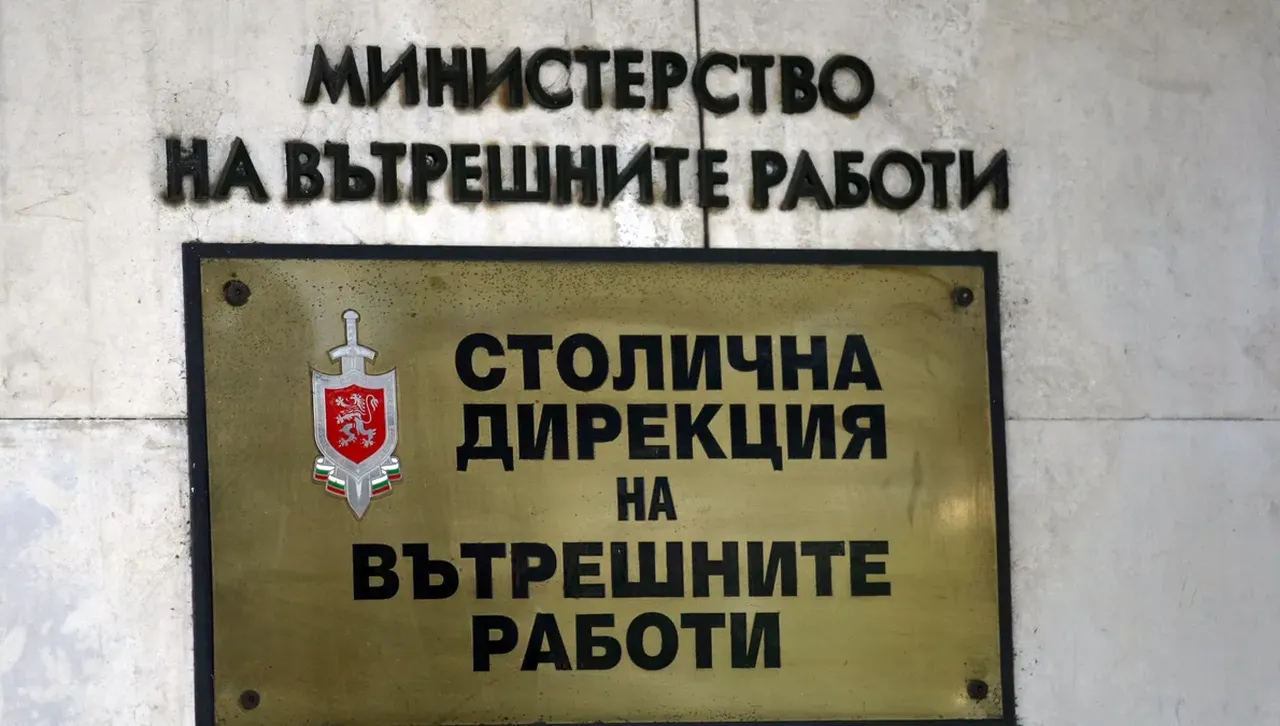 МИНИСТЕРСТВО
НА ВЪТРЕШНИТЕ РАБОТИ
СТОЛИЧНА
ДИРЕКЦИЯ
НА
ВЪТРЕШНИТЕ
РАБОТИ